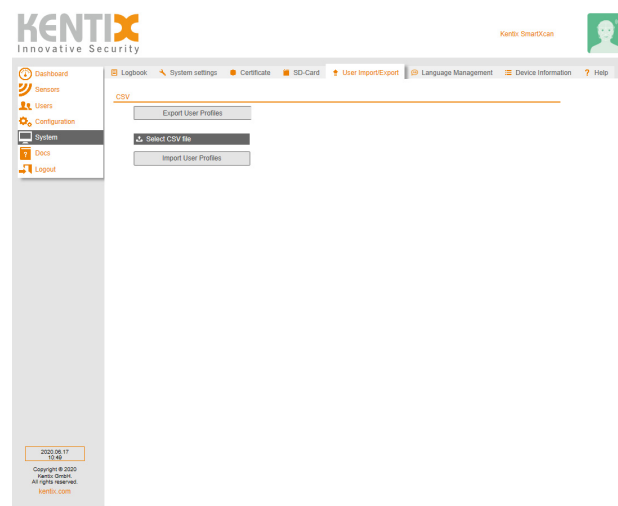 KENTIX
Innovative Security
Kentix SmartXcan
Dashboard
Sensors
Users
Configuration
System
Docs
Logout
Logbook
System settings
Certificate
SD-Card
User Import/Export
Language Management
Device Information
? Help
CSV
Export User Profiles
Select CSV file
Import User Profiles
2020.06.17
10:49
Copyright © 2020
Kentix GmbH.
All rights reserved.
kentix.com